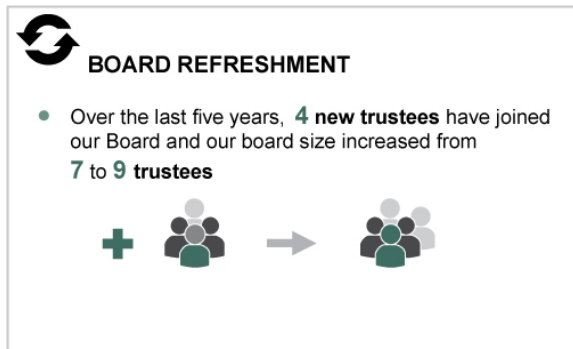 BOARD REFRESHMENT
Over the last five years, 4 new trustees have joined
our Board and our board size increased from
7 to 9 trustees